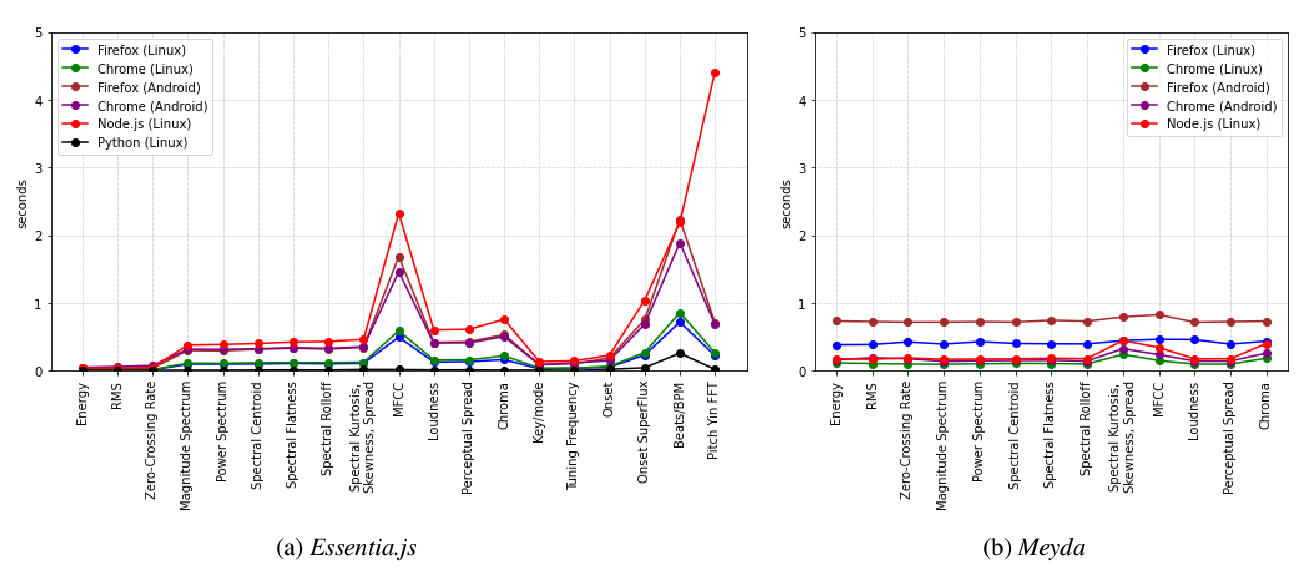 5
4
3
2
1
0
seconds
Firefox (Linux)
Chrome (Linux)
Firefox (Android)
Chrome (Android)
Node.js (Linux)
Python (Linux)
Energy
RMS
Zero-Crossing Rate
Magnitude Spectrum
Power Spectrum
Spectral Centroid
Spectral Flatness
Spectral Rolloff
Spectral Kurtosis,
Skewness, Spread
MFCC
Loudness
Perceptual Spread
Chroma
Key/mode
Tuning Frequency
Onset
Onset SuperFlux
Beats/BPM
Pitch Yin FFT
(a) Essentia.js
5
4
3
2
1
0
seconds
Firefox (Linux)
Chrome (Linux)
Firefox (Android)
Chrome (Android)
Node.js (Linux)
Energy
RMS
Zero-Crossing Rate
Magnitude Spectrum
Power Spectrum
Spectral Centroid
Spectral Flatness
Spectral Rolloff
Spectral Kurtosis,
Skewness, Spread
MFCC
Loudness
Perceptual Spread
Chroma
(b) Meyda